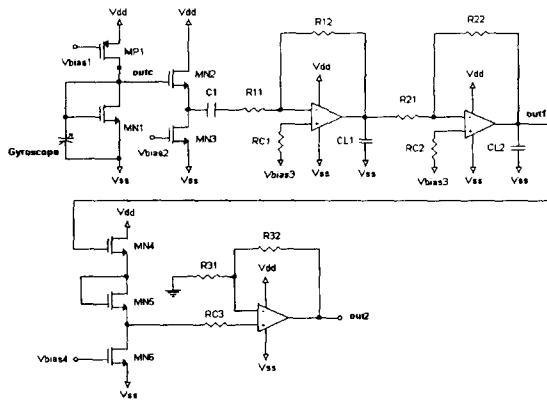 Vdd
Vdd
R12
R22
MP1
Vbias1
outc
MN2
Vdd
Vdd
C1
R11
R21
out1
MN1
MN3
Vbias2
RC1
CL1
RC2
CL2
Gyroscope
Vbias3
Vss
Vbias3
Vss
Vss
Vss
Vss
Vss
Vdd
MN4
R32
R31
Vdd
MN5
RC3
out2
Vbias4
MN6
Vss
Vss